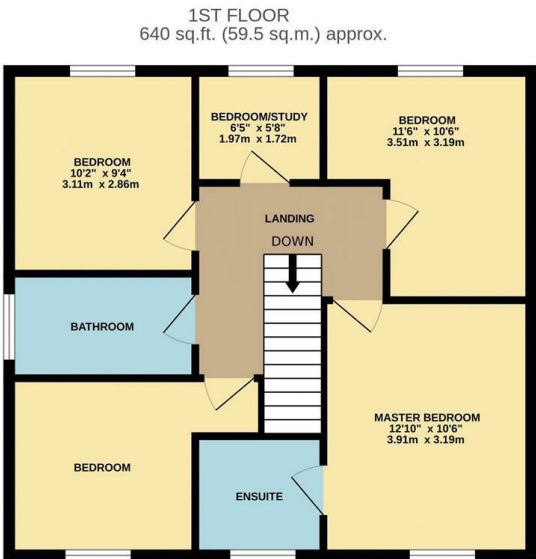 1ST FLOOR
640 sq.ft. (59.5 sq.m.) approx.
BEDROOM/STUDY
6'5" x 5'8"
1.97m x 1.72m
BEDROOM
11'6" x 10'6"
3.51m x 3.19m
BEDROOM
10'2" x 9'4"
3.11m x 2.86m
LANDING
DOWN
BATHROOM
MASTER BEDROOM
12'10" x 10'6"
3.91m x 3.19m
BEDROOM
ENSUITE